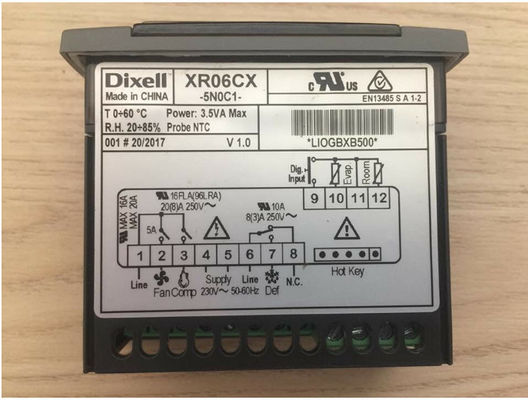 Dixell
Made in CHINA
XR06CX
-5N0C1-
c UR US
EN13485 S A 1-2
T 0÷60 °C Power: 3.5VA Max
R.H. 20÷85% Probe NTC
001 # 20/2017 V 1.0
*LIOGBXB500*
Dig.
Input
Evap.
Room
9 10 11 12
UL MAX 16A
MAX 20A
16FLA(96LRA)
20(8)A 250V~
5A
10A
8(3)A 250V~
1 2 3 4 5 6 7 8
Line
Fan Comp
Supply
230V~ 50-60Hz
Line
Def
N.C.
Hot Key